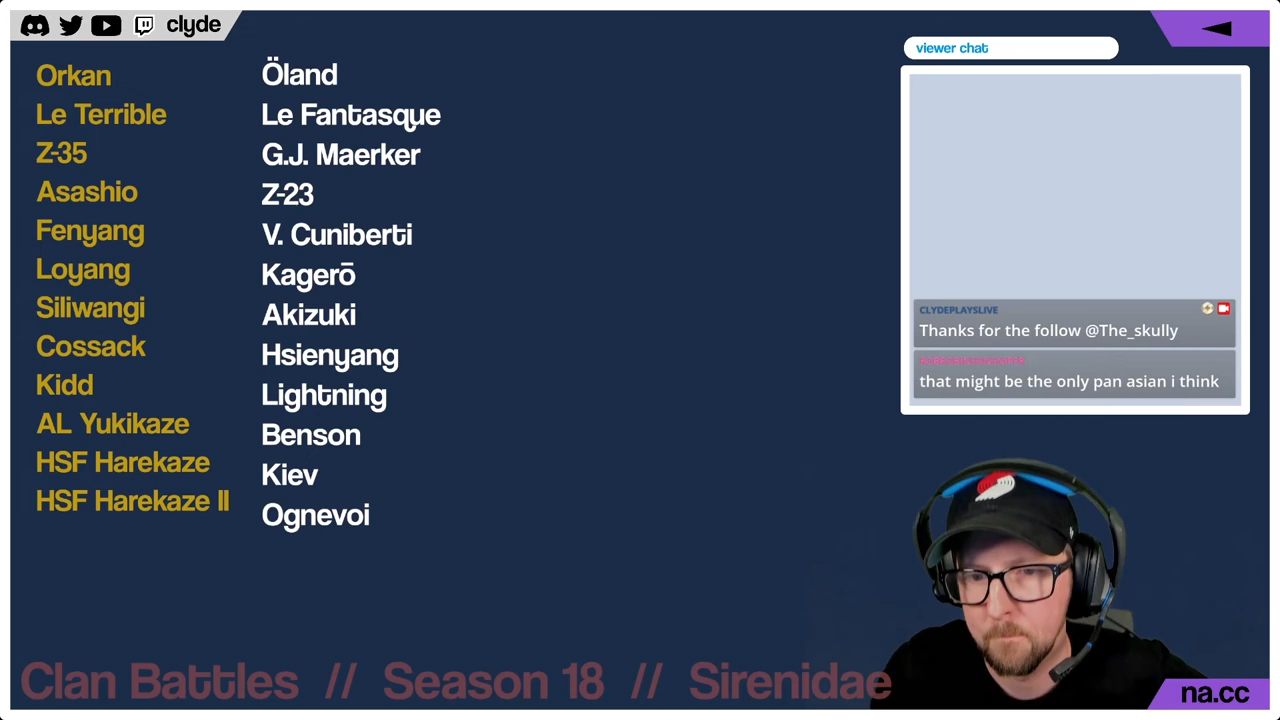 clyde
Orkan
Le Terrible
Z-35
Asashio
Fenyang
Loyang
Siliwangi
Cossack
Kidd
AL Yukikaze
HSF Harekaze
HSF Harekaze II
Öland
Le Fantasque
G.J. Maerker
Z-23
V. Cuniberti
Kagerō
Akizuki
Hsienyang
Lightning
Benson
Kiev
Ognevoi
viewer chat
CLYDEPLAYSLIVE
Thanks for the follow @The_skully
that might be the only pan asian i think
Clan Battles // Season 18 // Sirenidae
na.cc